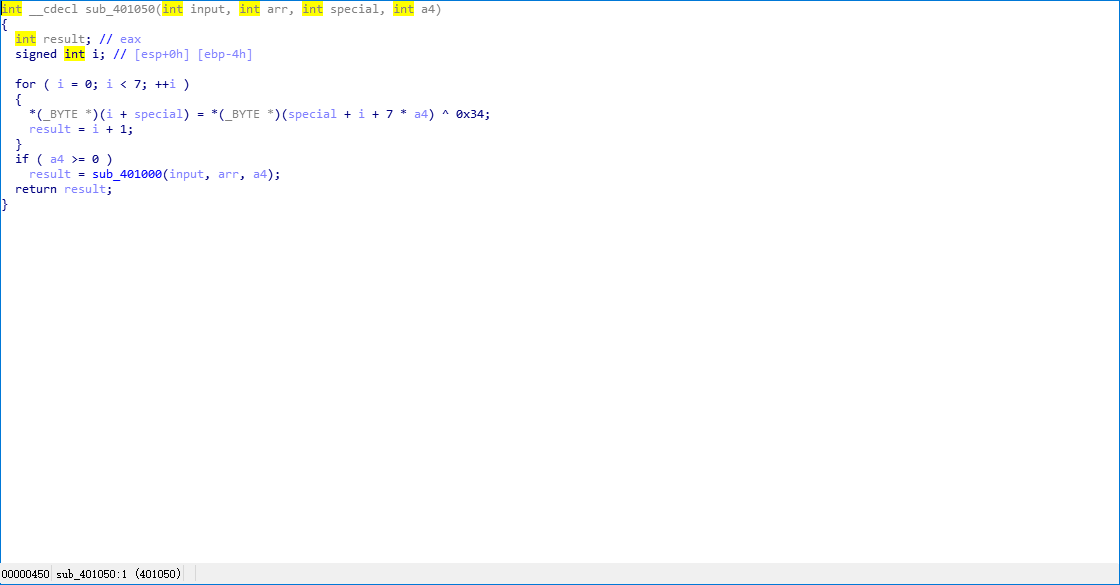 int __cdecl sub_401050(int input, int arr, int special, int a4)
{
  int result; // eax
  signed int i; // [esp+0h] [ebp-4h]

  for ( i = 0; i < 7; ++i )
  {
    *(_BYTE *)(i + special) = *(_BYTE *)(special + i + 7 * a4) ^ 0x34;
    result = i + 1;
  }
  if ( a4 >= 0 )
    result = sub_401000(input, arr, a4);
  return result;
}
00000450 sub_401050:1 (401050)